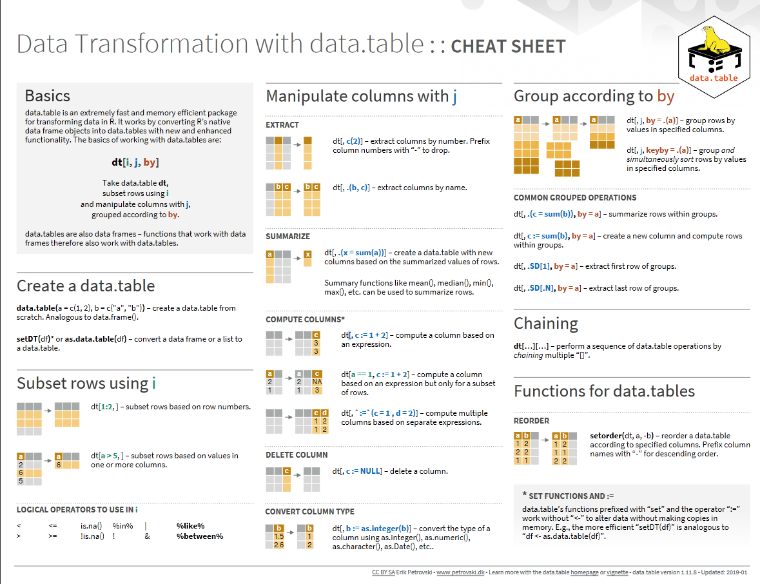 Data Transformation with data.table : : CHEAT SHEET
data.table
Basics
data.table is an extremely fast and memory efficient package
for transforming data in R. It works by converting R's native
data frame objects into data.tables with new and enhanced
functionality. The basics of working with data.tables are:
dt[i, j, by]
Take data.table dt,
subset rows using i
and manipulate columns with j,
grouped according to by.
data.tables are also data frames – functions that work with data
frames therefore also work with data.tables.
Create a data.table
data.table(a = c(1, 2), b = c("a", "b")) – create a data.table from
scratch. Analogous to data.frame().
setDT(df)* or as.data.table(df) – convert a data frame or a list to
a data.table.
Subset rows using i
dt[1:2, ] – subset rows based on row numbers.
a a
2 6
6
5
dt[a > 5, ] – subset rows based on values in
one or more columns.
LOGICAL OPERATORS TO USE IN i
< <= is.na() %in% | %like%
> >= !is.na() ! & %between%
Manipulate columns with j
EXTRACT
dt[, c(2)] – extract columns by number. Prefix
column numbers with "-" to drop.
b c b c
dt[, .(b, c)] – extract columns by name.
SUMMARIZE
a x
dt[, .(x = sum(a))] – create a data.table with new
columns based on the summarized values of rows.
Summary functions like mean(), median(), min(),
max(), etc. can be used to summarize rows.
COMPUTE COLUMNS*
c
3
3
dt[, c := 1 + 2] – compute a column based on
an expression.
a a c
2 2 NA
1 1 3
dt[a == 1, c := 1 + 2] – compute a column
based on an expression but only for a subset
of rows.
c d
1 2
1 2
dt[, `:=`(c = 1 , d = 2)] – compute multiple
columns based on separate expressions.
DELETE COLUMN
c
dt[, c := NULL] – delete a column.
CONVERT COLUMN TYPE
b b
1.5 1
2.6 2
dt[, b := as.integer(b)] – convert the type of a
column using as.integer(), as.numeric(),
as.character(), as.Date(), etc..
Group according to by
a a a
dt[, j, by = .(a)] – group rows by
values in specified columns.
dt[, j, keyby = .(a)] – group and
simultaneously sort rows by values
in specified columns.
COMMON GROUPED OPERATIONS
dt[, .(c = sum(b)), by = a] – summarize rows within groups.
dt[, c := sum(b), by = a] – create a new column and compute rows
within groups.
dt[, .SD[1], by = a] – extract first row of groups.
dt[, .SD[.N], by = a] – extract last row of groups.
Chaining
dt[…][…] – perform a sequence of data.table operations by
chaining multiple "[]".
Functions for data.tables
REORDER
a b a b
1 2 1 2
2 2 1 1
1 1 2 2
setorder(dt, a, -b) – reorder a data.table
according to specified columns. Prefix column
names with "-" for descending order.
* SET FUNCTIONS AND :=
data.table's functions prefixed with "set" and the operator ":="
work without "<-" to alter data without making copies in
memory. E.g., the more efficient "setDT(df)" is analogous to
"df <- as.data.table(df)".
CC BY SA Erik Petrovski • www.petrovski.dk • Learn more with the data.table homepage or vignette • data.table version 1.11.8 • Updated: 2019-01